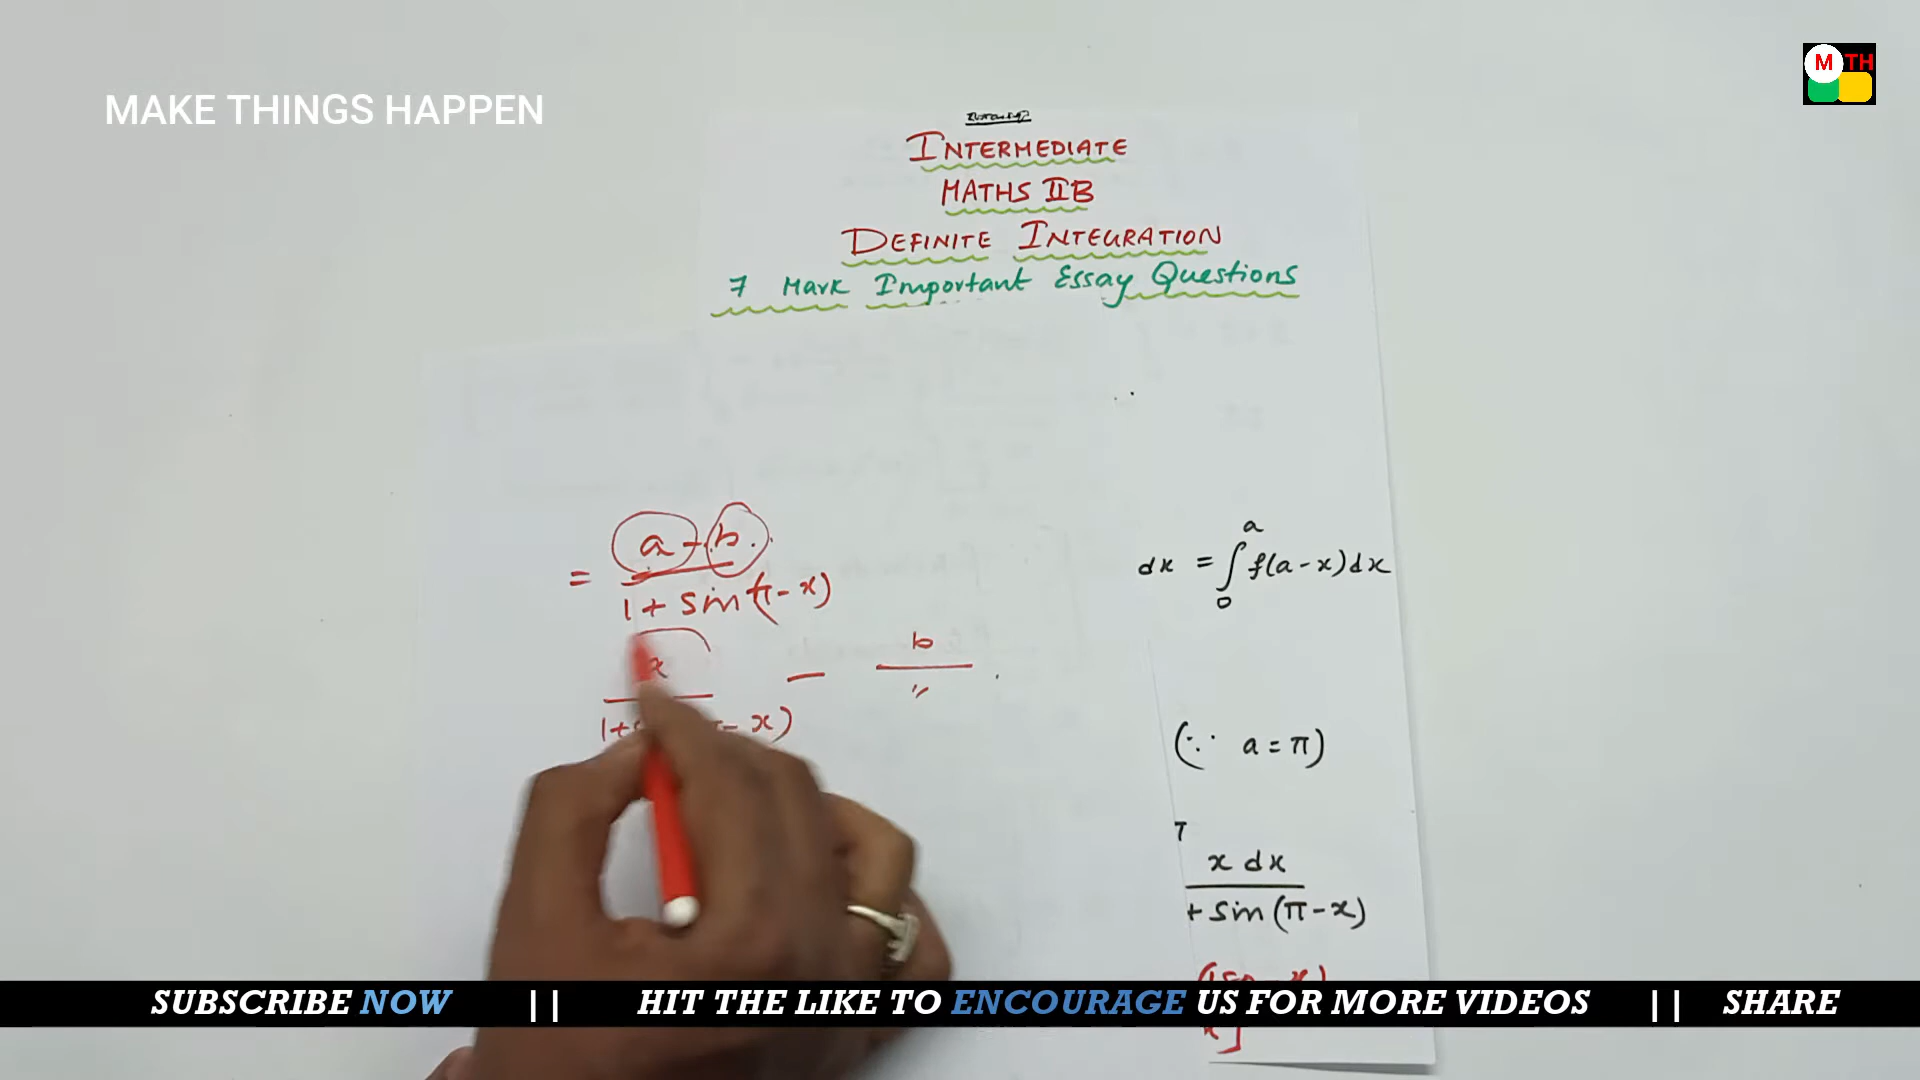 MAKE THINGS HAPPEN
M TH
INTERMEDIATE
MATHS IIB
DEFINITE INTEGRATION
7 Mark Important Essay Questions
a - b
= 1 + sin(π - x)
dx = ∫ f(a-x)dx
a
0
x
- b
〃
(∵ a = π)
x dx
+ sin(π-x)
SUBSCRIBE NOW || HIT THE LIKE TO ENCOURAGE US FOR MORE VIDEOS || SHARE